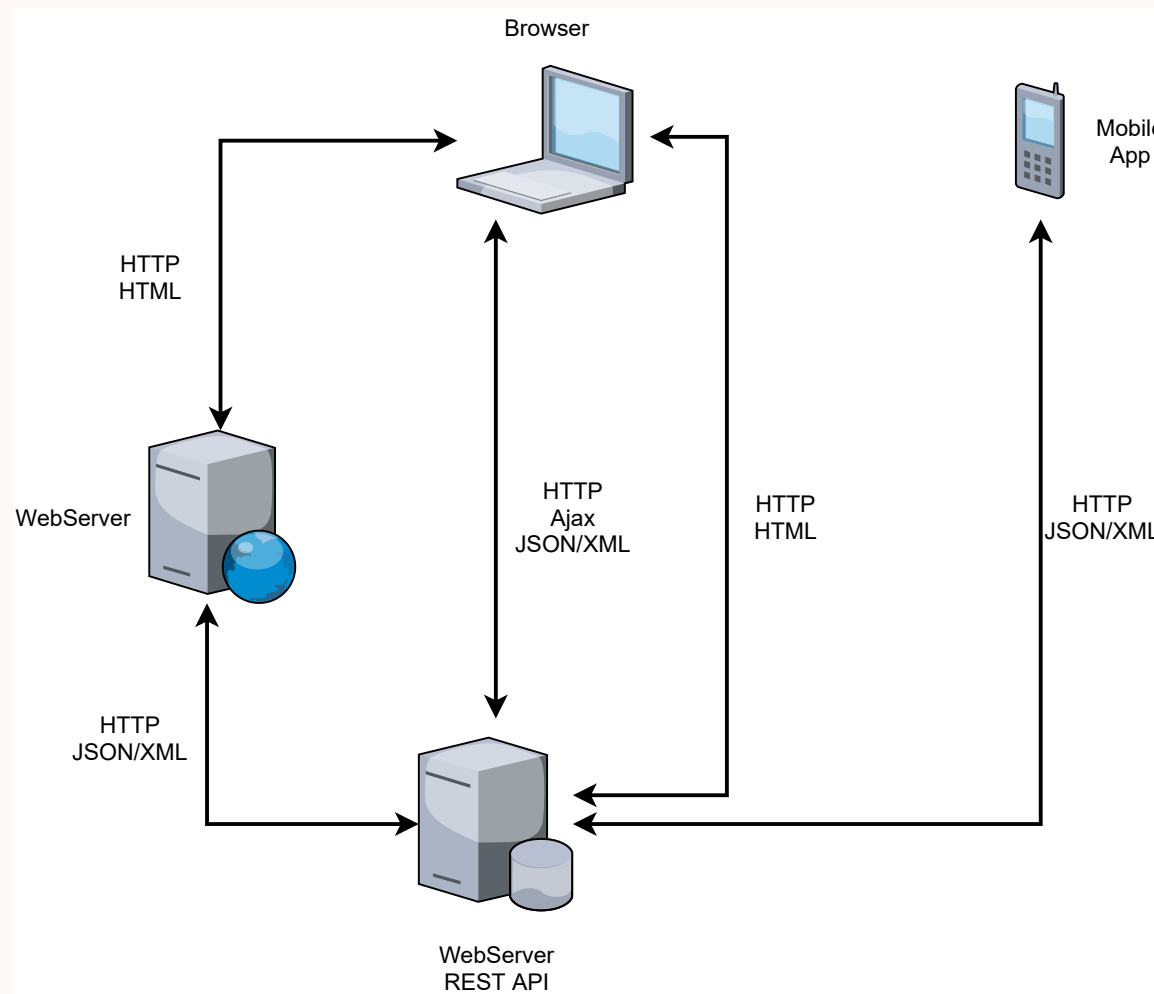 Browser
Mobile
App
HTTP
HTML
WebServer
HTTP
Ajax
JSON/XML
HTTP
HTML
HTTP
JSON/XML
HTTP
JSON/XML
WebServer
REST API